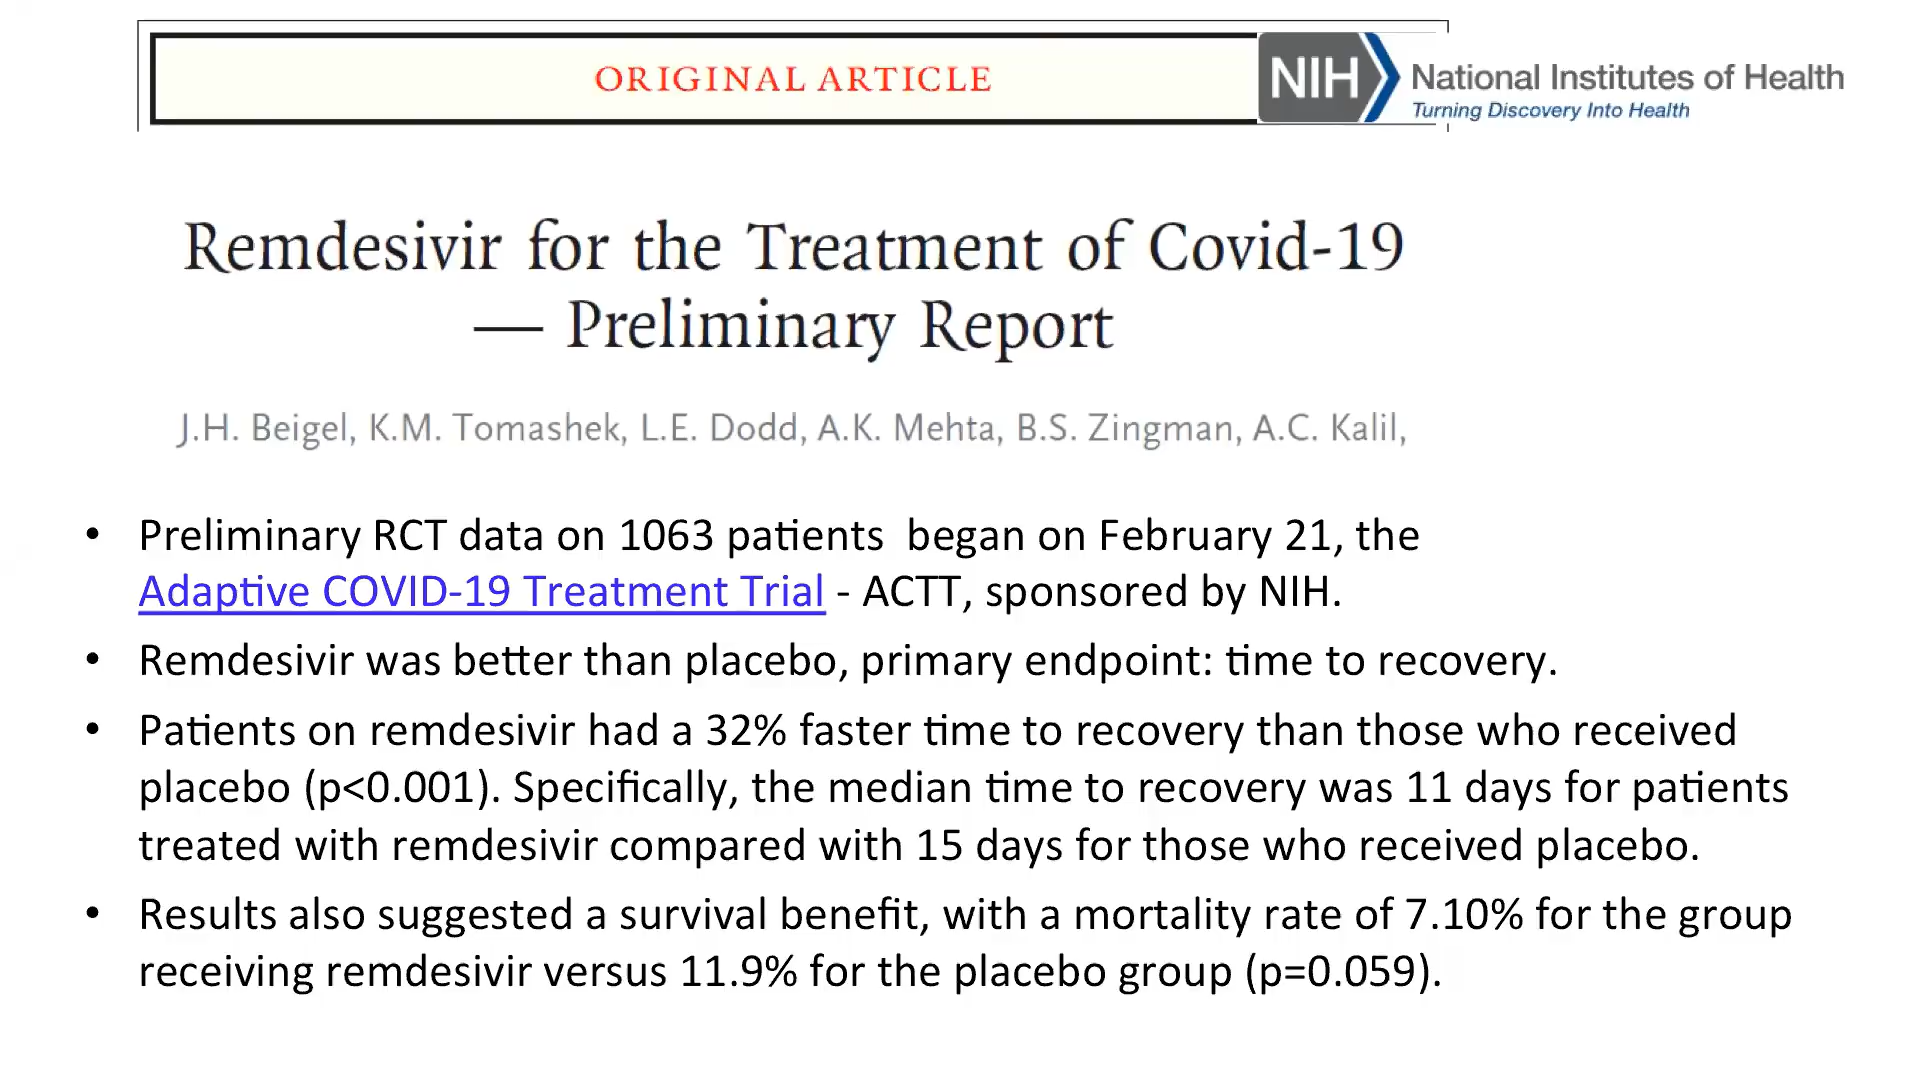 ORIGINAL ARTICLE
NIH National Institutes of Health
Turning Discovery Into Health
Remdesivir for the Treatment of Covid-19
— Preliminary Report
J.H. Beigel, K.M. Tomashek, L.E. Dodd, A.K. Mehta, B.S. Zingman, A.C. Kalil,
• Preliminary RCT data on 1063 patients  began on February 21, the
Adaptive COVID-19 Treatment Trial - ACTT, sponsored by NIH.
• Remdesivir was better than placebo, primary endpoint: time to recovery.
• Patients on remdesivir had a 32% faster time to recovery than those who received
placebo (p<0.001). Specifically, the median time to recovery was 11 days for patients
treated with remdesivir compared with 15 days for those who received placebo.
• Results also suggested a survival benefit, with a mortality rate of 7.10% for the group
receiving remdesivir versus 11.9% for the placebo group (p=0.059).